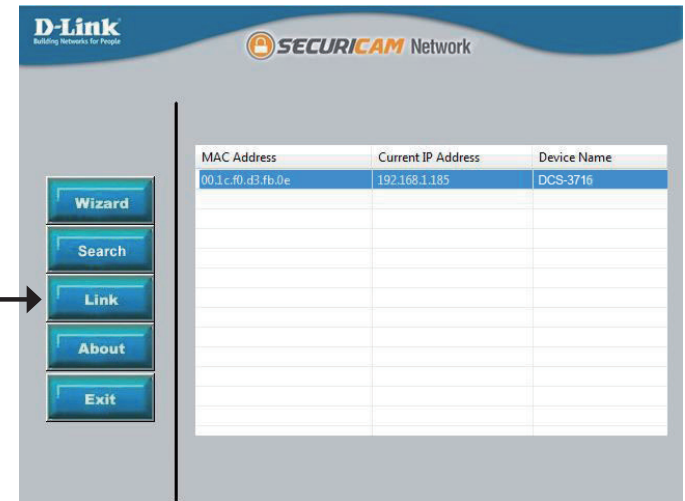 D-Link
Building Networks for People
SECURICAM Network
MAC Address Current IP Address Device Name
00.1c.f0.d3.fb.0e 192.168.1.185 DCS-3716
Wizard
Search
Link
About
Exit